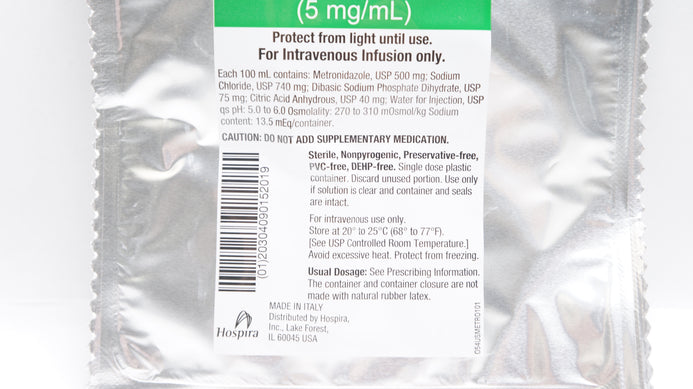 (5 mg/mL)
Protect from light until use.
For Intravenous Infusion only.
Each 100 mL contains: Metronidazole, USP 500 mg; Sodium
Chloride, USP 740 mg; Dibasic Sodium Phosphate Dihydrate, USP
75 mg; Citric Acid Anhydrous, USP 40 mg; Water for Injection, USP
qs pH: 5.0 to 6.0 Osmolality: 270 to 310 mOsmol/kg Sodium
content: 13.5 mEq/container.
CAUTION: DO NOT ADD SUPPLEMENTARY MEDICATION.
(01)20304090152019
Sterile, Nonpyrogenic, Preservative-free,
PVC-free, DEHP-free. Single dose plastic
container. Discard unused portion. Use only
if solution is clear and container and seals
are intact.
For intravenous use only.
Store at 20° to 25°C (68° to 77°F).
[See USP Controlled Room Temperature.]
Avoid excessive heat. Protect from freezing.
Usual Dosage: See Prescribing Information.
The container and container closure are not
made with natural rubber latex.
MADE IN ITALY
Distributed by Hospira,
Inc., Lake Forest,
IL 60045 USA
Hospira
D54USMETRO101